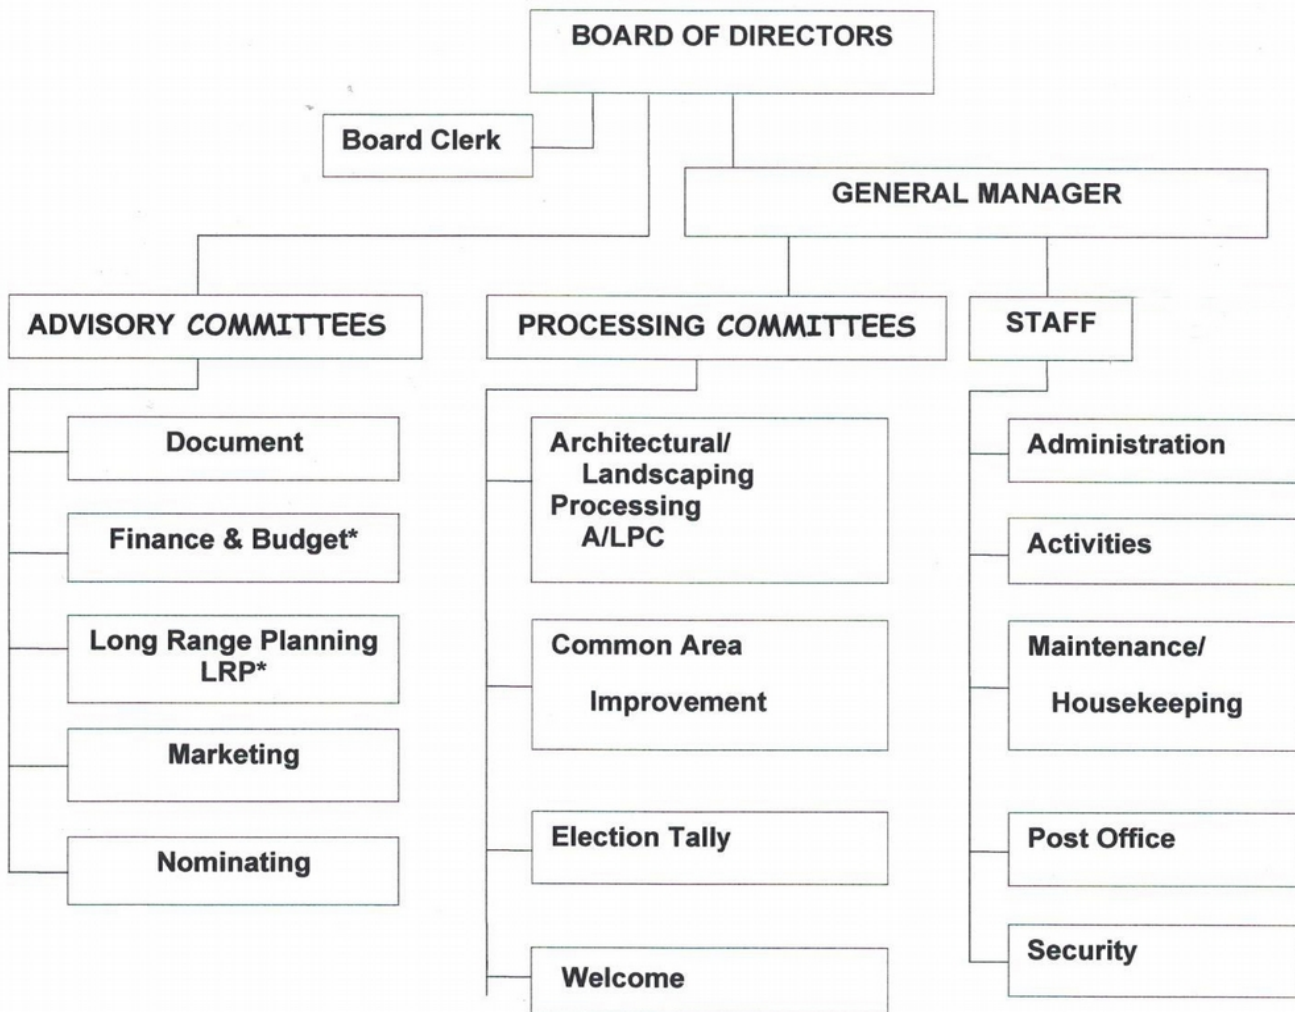 BOARD OF DIRECTORS
Board Clerk
GENERAL MANAGER
ADVISORY COMMITTEES
PROCESSING COMMITTEES
STAFF
Document
Finance & Budget*
Long Range Planning
LRP*
Marketing
Nominating
Architectural/
Landscaping
Processing
A/LPC
Common Area
Improvement
Election Tally
Welcome
Administration
Activities
Maintenance/
Housekeeping
Post Office
Security